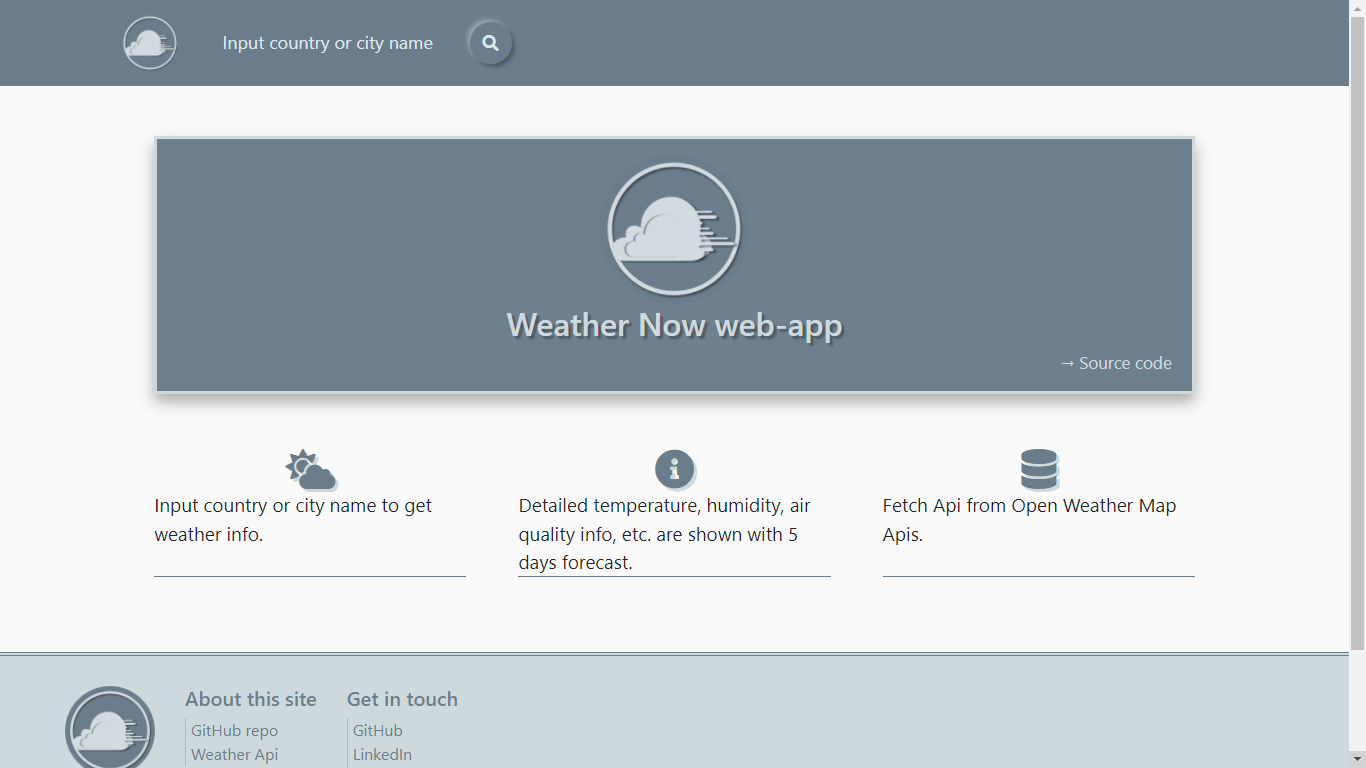 Input country or city name
Weather Now web-app
→ Source code
Input country or city name to get
weather info.
Detailed temperature, humidity, air
quality info, etc. are shown with 5
days forecast.
Fetch Api from Open Weather Map
Apis.
About this site
GitHub repo
Weather Api
Get in touch
GitHub
LinkedIn